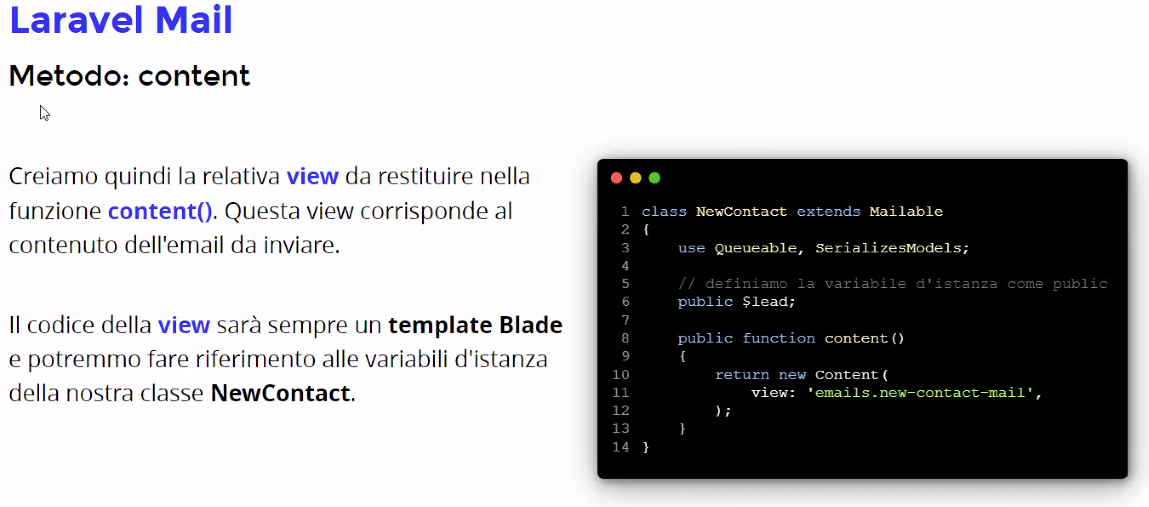 Laravel Mail
Metodo: content
Creiamo quindi la relativa view da restituire nella
funzione content(). Questa view corrisponde al
contenuto dell'email da inviare.
Il codice della view sarà sempre un template Blade
e potremmo fare riferimento alle variabili d'istanza
della nostra classe NewContact.
1 class NewContact extends Mailable
2 {
3     use Queueable, SerializesModels;
4
5     // definiamo la variabile d'istanza come public
6     public $lead;
7
8     public function content()
9     {
10         return new Content(
11             view: 'emails.new-contact-mail',
12         );
13     }
14 }